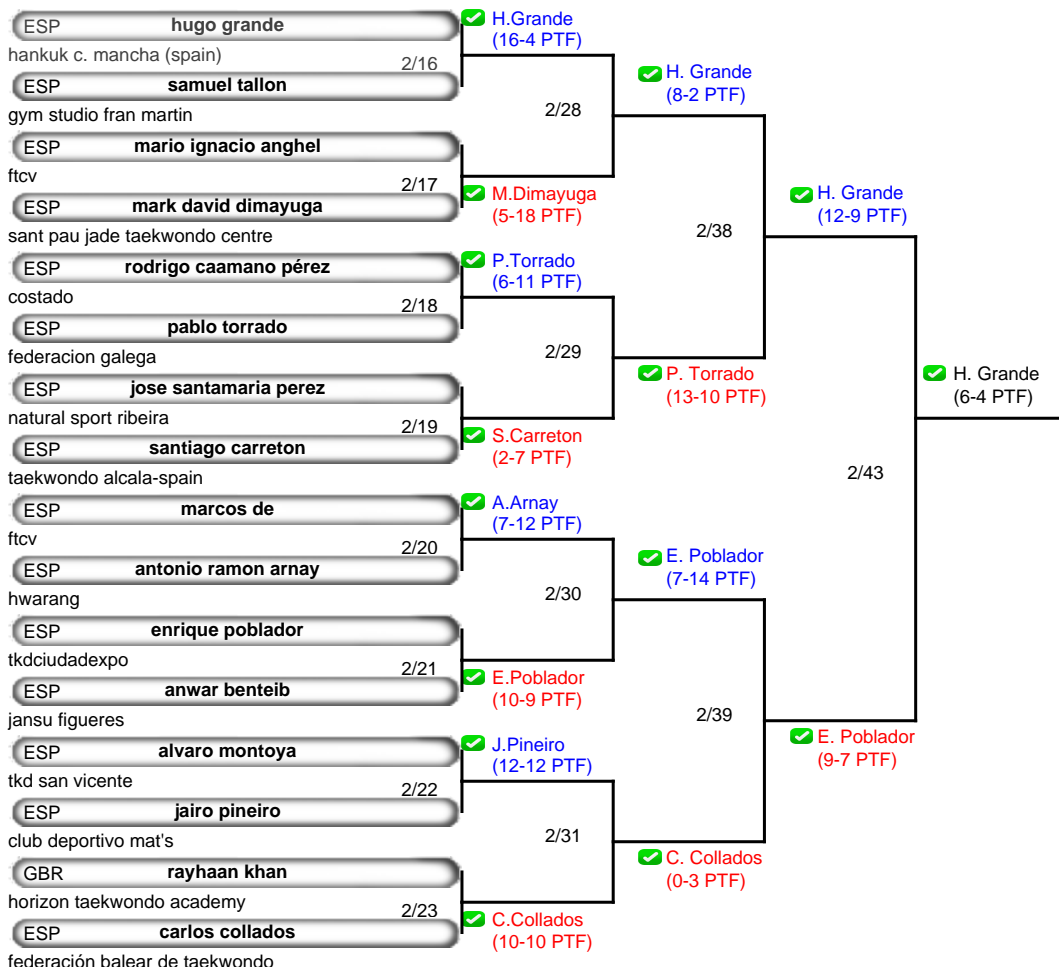 ESP hugo grande
hankuk c. mancha (spain)
2/16
ESP samuel tallon
gym studio fran martin
ESP mario ignacio anghel
ftcv
2/17
ESP mark david dimayuga
sant pau jade taekwondo centre
ESP rodrigo caamano pérez
costado
2/18
ESP pablo torrado
federacion galega
ESP jose santamaria perez
natural sport ribeira
2/19
ESP santiago carreton
taekwondo alcala-spain
ESP marcos de
ftcv
2/20
ESP antonio ramon arnay
hwarang
ESP enrique poblador
tkdciudadexpo
2/21
ESP anwar benteib
jansu figueres
ESP alvaro montoya
tkd san vicente
2/22
ESP jairo pineiro
club deportivo mat's
GBR rayhaan khan
horizon taekwondo academy
2/23
ESP carlos collados
federación balear de taekwondo
H.Grande
(16-4 PTF)
2/28
M.Dimayuga
(5-18 PTF)
P.Torrado
(6-11 PTF)
2/29
S.Carreton
(2-7 PTF)
A.Arnay
(7-12 PTF)
2/30
E.Poblador
(10-9 PTF)
J.Pineiro
(12-12 PTF)
2/31
C.Collados
(10-10 PTF)
H. Grande
(8-2 PTF)
2/38
P. Torrado
(13-10 PTF)
E. Poblador
(7-14 PTF)
2/39
C. Collados
(0-3 PTF)
H. Grande
(12-9 PTF)
2/43
E. Poblador
(9-7 PTF)
H. Grande
(6-4 PTF)